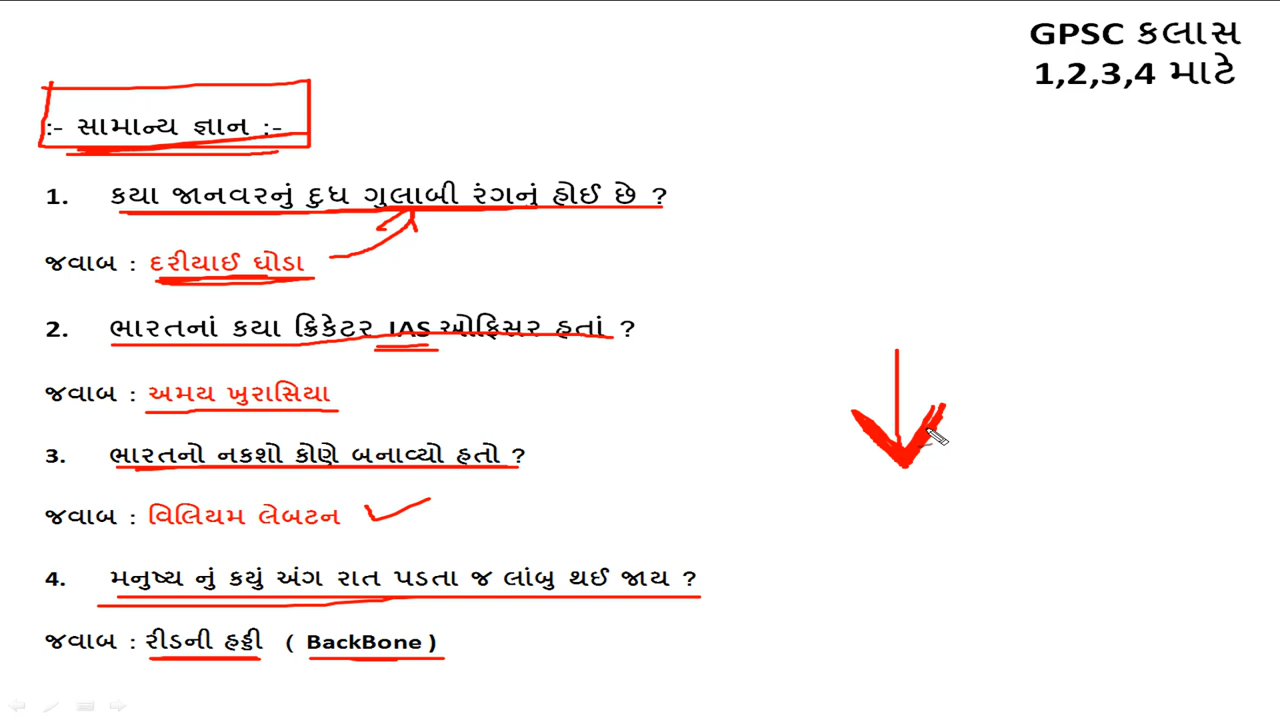 GPSC કલાસ
1,2,3,4 માટે
:- સામાન્ય જ્ઞાન :-
1. કયા જાનવરનું દુધ ગુલાબી રંગનું હોઈ છે ?
જવાબ : દરીયાઈ ઘોડા
2. ભારતનાં કયા ક્રિકેટર IAS ઓફિસર હતાં ?
જવાબ : અમય ખુરાસિયા
3. ભારતનો નકશો કોણે બનાવ્યો હતો ?
જવાબ : વિલિયમ લેબટન
4. મનુષ્ય નું કયું અંગ રાત પડતા જ લાંબુ થઈ જાય ?
જવાબ : રીડની હડ્ડી ( BackBone )